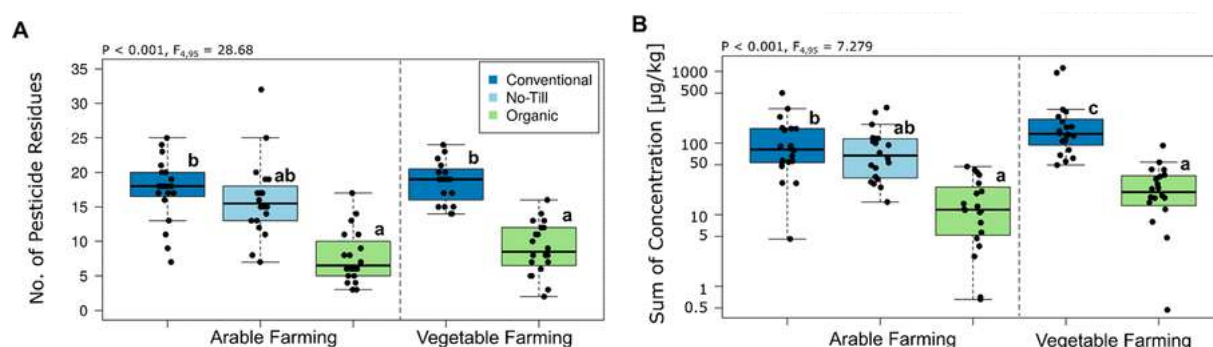 A
P < 0.001, F4,95 = 28.68
No. of Pesticide Residues
35
30
25
20
15
10
5
0
Conventional
No-Till
Organic
b
ab
a
b
a
Arable Farming
Vegetable Farming
B
P < 0.001, F4,95 = 7.279
Sum of Concentration [µg/kg]
1000
500
100
50
10
5
1
0.5
b
ab
a
c
a
Arable Farming
Vegetable Farming